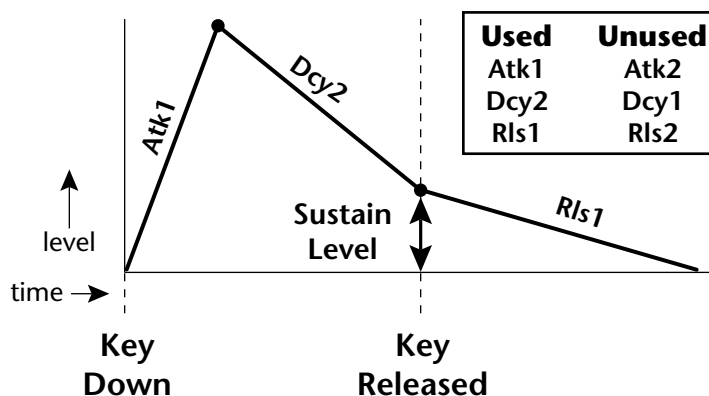 Used Unused
Atk1 Atk2
Dcy2 Dcy1
Rls1 Rls2
Atk1
Dcy2
Rls1
Sustain
Level
level
time
Key
Down
Key
Released